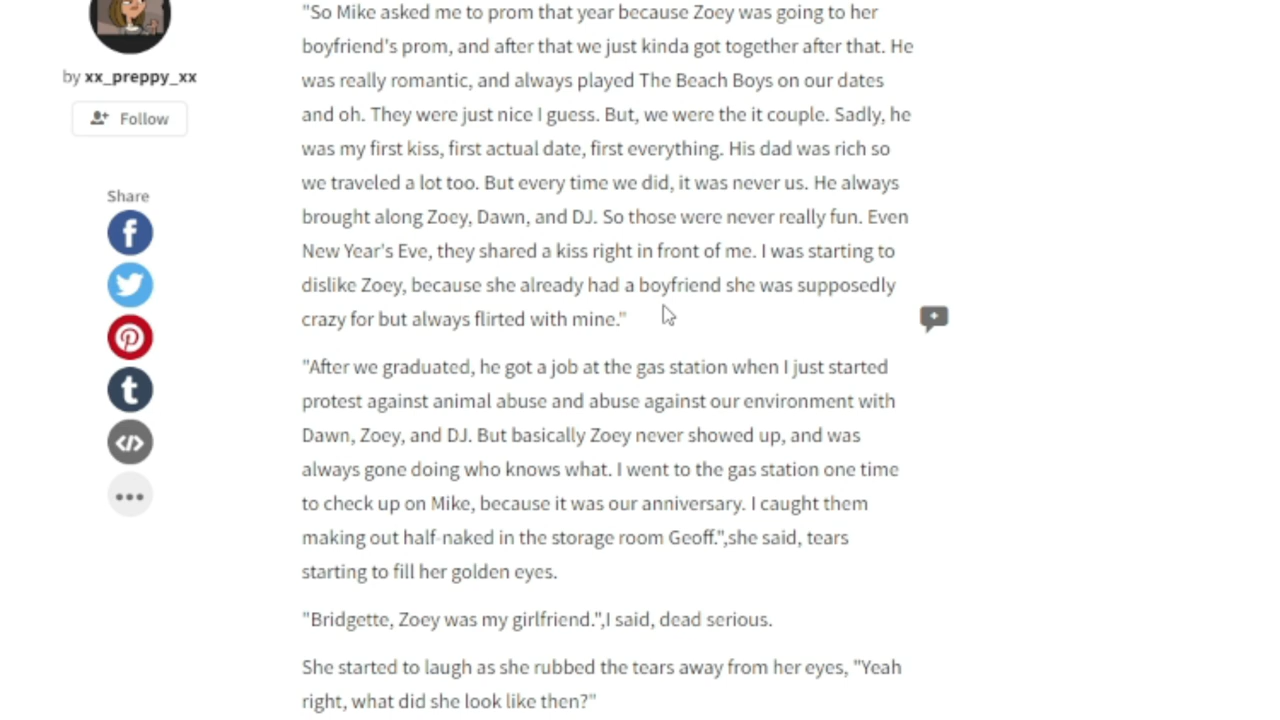 "So Mike asked me to prom that year because Zoey was going to her
boyfriend's prom, and after that we just kinda got together after that. He
was really romantic, and always played The Beach Boys on our dates
and oh. They were just nice I guess. But, we were the it couple. Sadly, he
was my first kiss, first actual date, first everything. His dad was rich so
we traveled a lot too. But every time we did, it was never us. He always
brought along Zoey, Dawn, and DJ. So those were never really fun. Even
New Year's Eve, they shared a kiss right in front of me. I was starting to
dislike Zoey, because she already had a boyfriend she was supposedly
crazy for but always flirted with mine."
"After we graduated, he got a job at the gas station when I just started
protest against animal abuse and abuse against our environment with
Dawn, Zoey, and DJ. But basically Zoey never showed up, and was
always gone doing who knows what. I went to the gas station one time
to check up on Mike, because it was our anniversary. I caught them
making out half-naked in the storage room Geoff.",she said, tears
starting to fill her golden eyes.
"Bridgette, Zoey was my girlfriend.",I said, dead serious.
She started to laugh as she rubbed the tears away from her eyes, "Yeah
right, what did she look like then?"
by xx_preppy_xx
Follow
Share